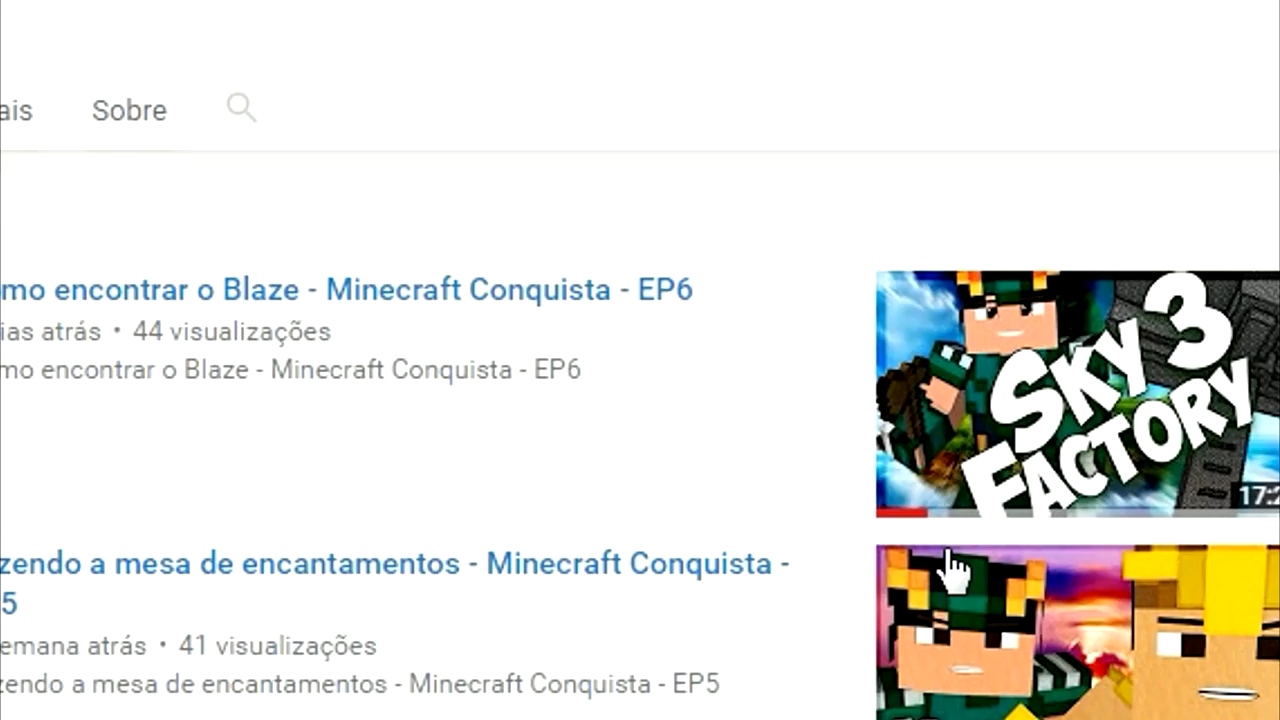 ais Sobre
mo encontrar o Blaze - Minecraft Conquista - EP6
ias atrás • 44 visualizações
mo encontrar o Blaze - Minecraft Conquista - EP6
SKY 3
FACTORY
17:2
zendo a mesa de encantamentos - Minecraft Conquista -
5
emana atrás • 41 visualizações
zendo a mesa de encantamentos - Minecraft Conquista - EP5